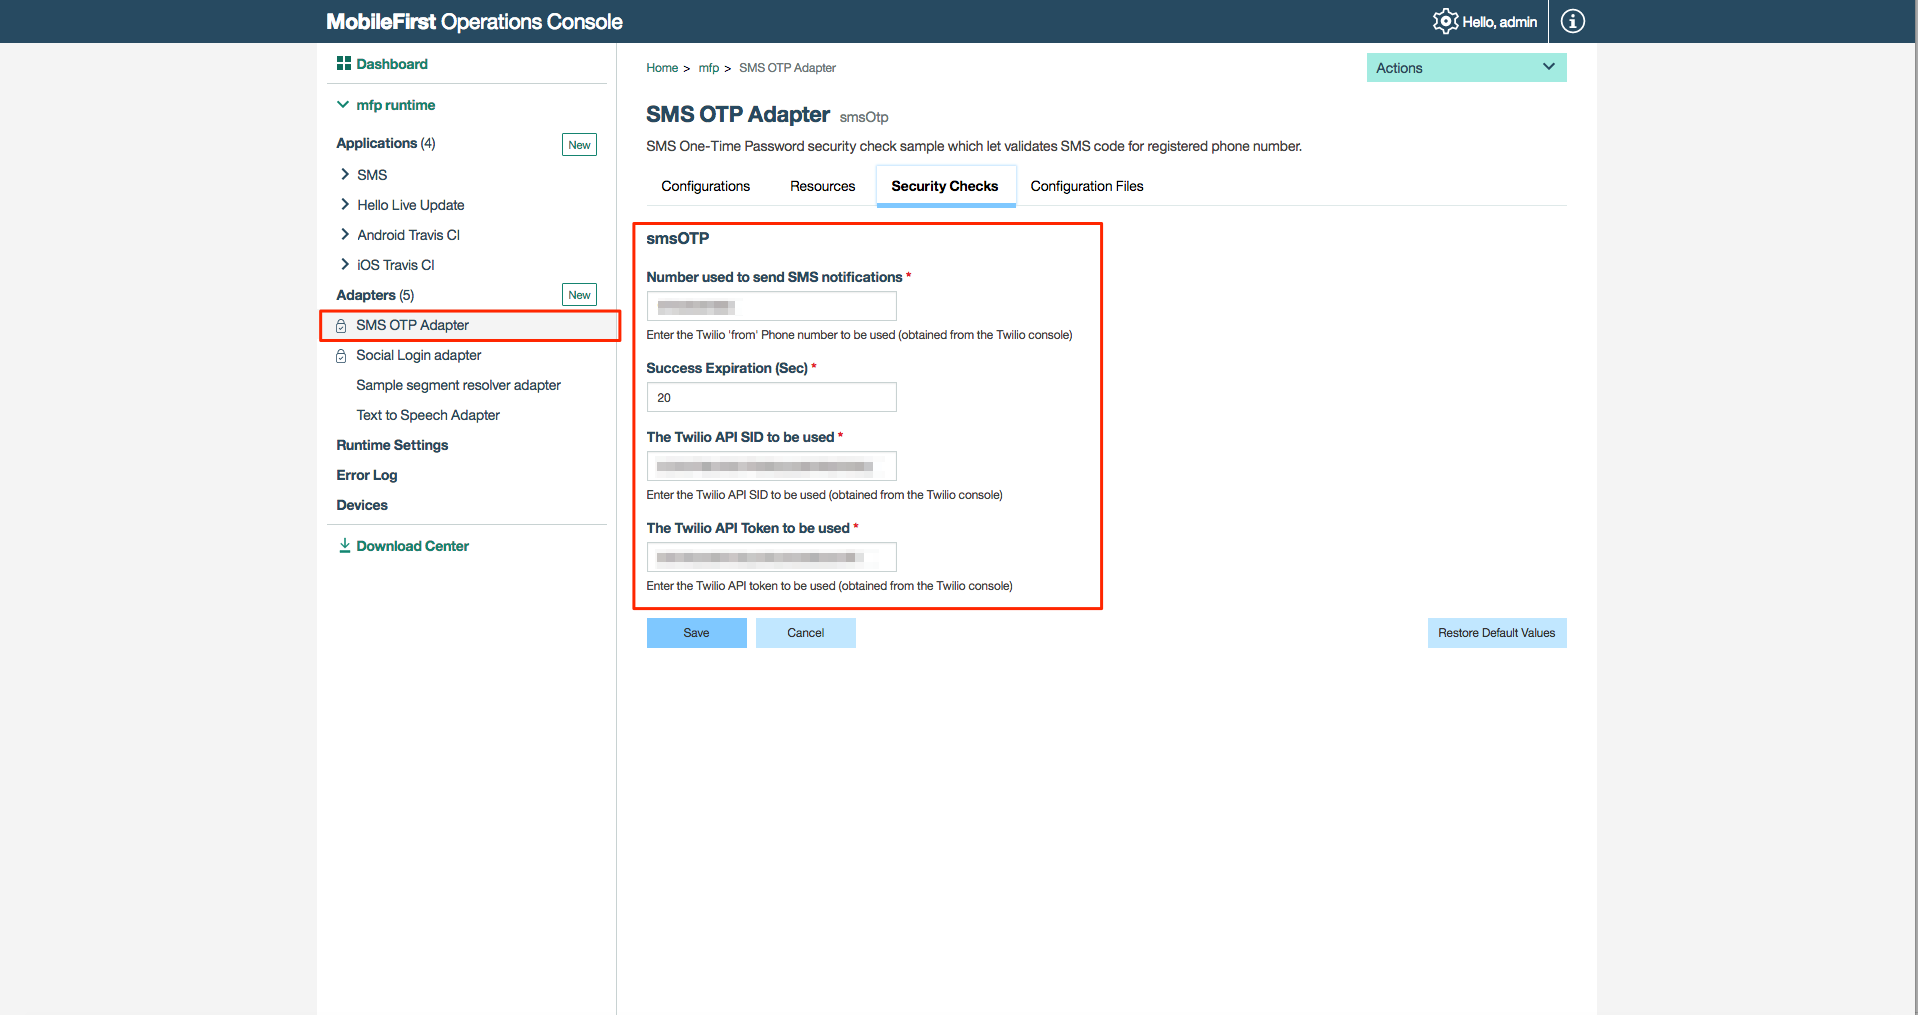 MobileFirst Operations Console
Hello, admin
Dashboard
mfp runtime
Applications (4)
New
SMS
Hello Live Update
Android Travis CI
iOS Travis CI
Adapters (5)
New
SMS OTP Adapter
Social Login adapter
Sample segment resolver adapter
Text to Speech Adapter
Runtime Settings
Error Log
Devices
Download Center
Home > mfp > SMS OTP Adapter
Actions
SMS OTP Adapter smsOtp
SMS One-Time Password security check sample which let validates SMS code for registered phone number.
Configurations Resources Security Checks Configuration Files
smsOTP
Number used to send SMS notifications *
Enter the Twilio 'from' Phone number to be used (obtained from the Twilio console)
Success Expiration (Sec) *
20
The Twilio API SID to be used *
Enter the Twilio API SID to be used (obtained from the Twilio console)
The Twilio API Token to be used *
Enter the Twilio API token to be used (obtained from the Twilio console)
Save Cancel Restore Default Values